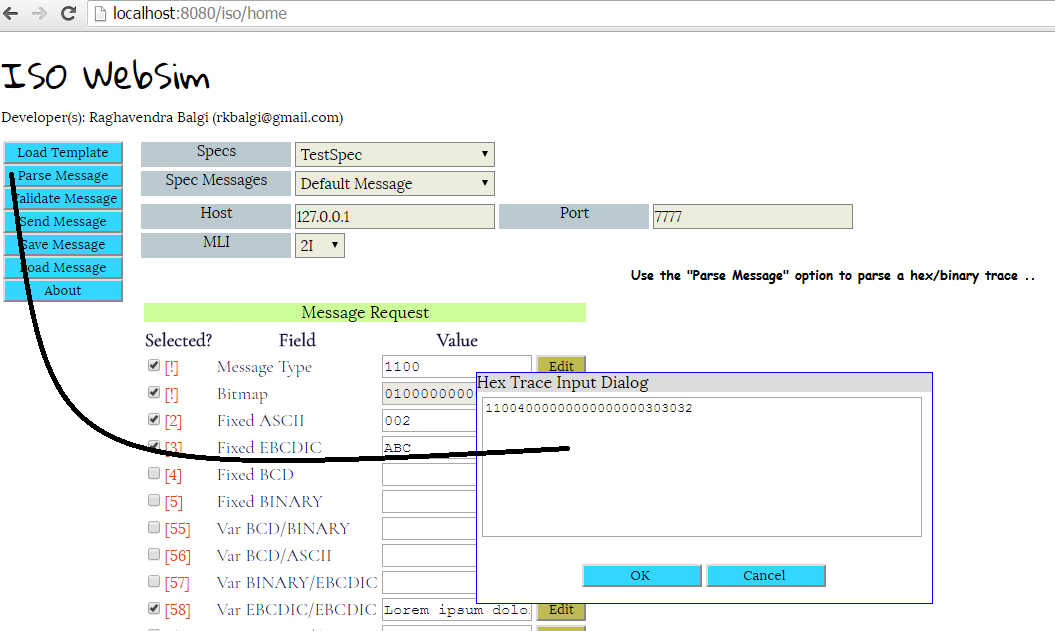 localhost:8080/iso/home
ISO WebSim
Developer(s): Raghavendra Balgi (rkbalgi@gmail.com)
Load Template
Parse Message
Validate Message
Send Message
Save Message
Load Message
About
Specs TestSpec
Spec Messages Default Message
Host 127.0.0.1 Port 7777
MLI 2I
Use the "Parse Message" option to parse a hex/binary trace ..
Message Request
Selected? Field Value
[!] Message Type 1100 Edit
[!] Bitmap 0100000000
[2] Fixed ASCII 002
[3] Fixed EBCDIC ABC
[4] Fixed BCD
[5] Fixed BINARY
[55] Var BCD/BINARY
[56] Var BCD/ASCII
[57] Var BINARY/EBCDIC
[58] Var EBCDIC/EBCDIC Lorem ipsum dolo Edit
Hex Trace Input Dialog
11004000000000000000303032
OK Cancel